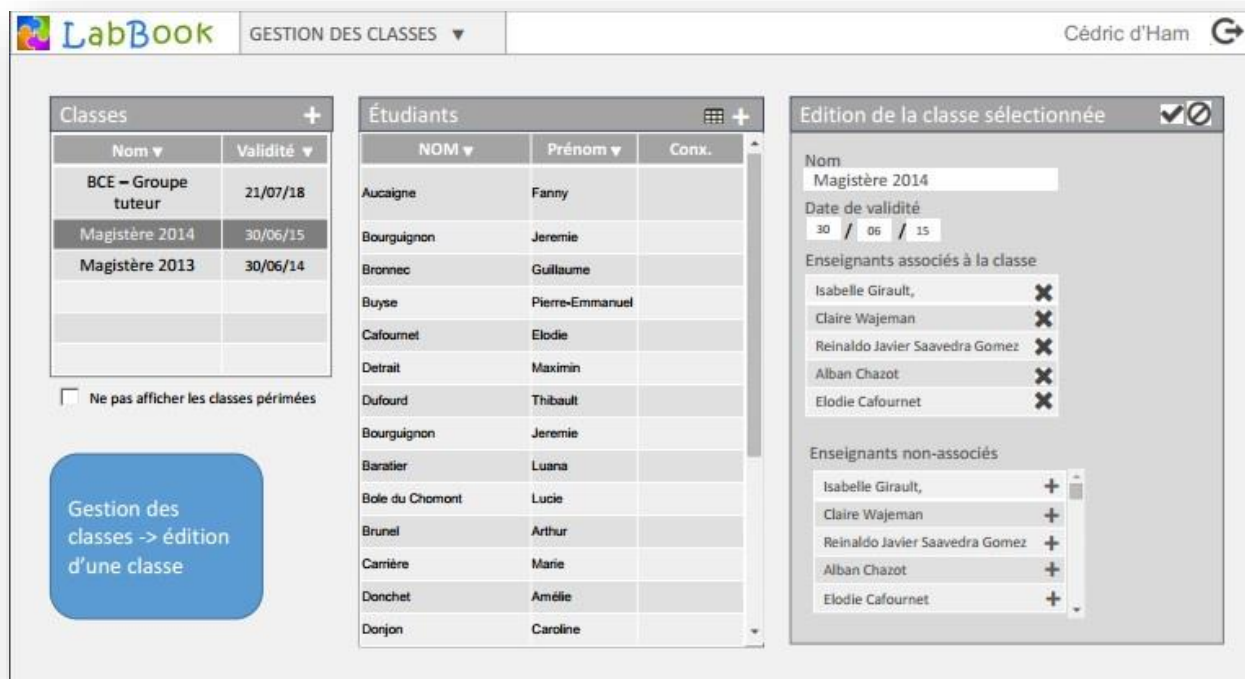 LabBook
GESTION DES CLASSES ▼
Cédric d'Ham
Classes
Nom ▼ Validité ▼
BCE – Groupe
tuteur 21/07/18
Magistère 2014 30/06/15
Magistère 2013 30/06/14
Ne pas afficher les classes périmées
Gestion des
classes -> édition
d'une classe
Étudiants
NOM ▼ Prénom ▼ Conx.
Aucaigne Fanny
Bourguignon Jeremie
Bronnec Guillaume
Buyse Pierre-Emmanuel
Cafournet Elodie
Detrait Maximin
Dufourd Thibault
Bourguignon Jeremie
Baratier Luana
Bole du Chomont Lucie
Brunel Arthur
Carrière Marie
Donchet Amélie
Donjon Caroline
Edition de la classe sélectionnée
Nom
Magistère 2014
Date de validité
30 / 06 / 15
Enseignants associés à la classe
Isabelle Girault,
Claire Wajeman
Reinaldo Javier Saavedra Gomez
Alban Chazot
Elodie Cafournet
Enseignants non-associés
Isabelle Girault,
Claire Wajeman
Reinaldo Javier Saavedra Gomez
Alban Chazot
Elodie Cafournet